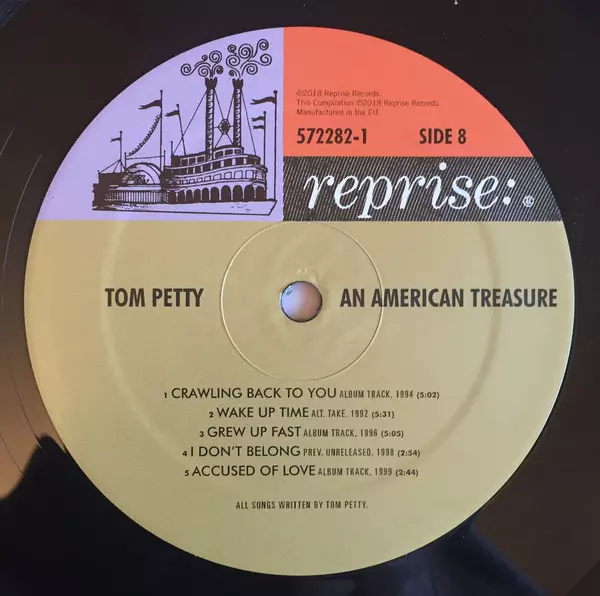 ℗2018 Reprise Records.
This Compilation ℗2018 Reprise Records.
Manufactured in the EU.
572282-1 SIDE 8
reprise: ®
TOM PETTY AN AMERICAN TREASURE
1 CRAWLING BACK TO YOU ALBUM TRACK, 1994 (5:02)
2 WAKE UP TIME ALT. TAKE, 1992 (5:31)
3 GREW UP FAST ALBUM TRACK, 1996 (5:05)
4 I DON'T BELONG PREV. UNRELEASED, 1998 (2:54)
5 ACCUSED OF LOVE ALBUM TRACK, 1999 (2:44)
ALL SONGS WRITTEN BY TOM PETTY.